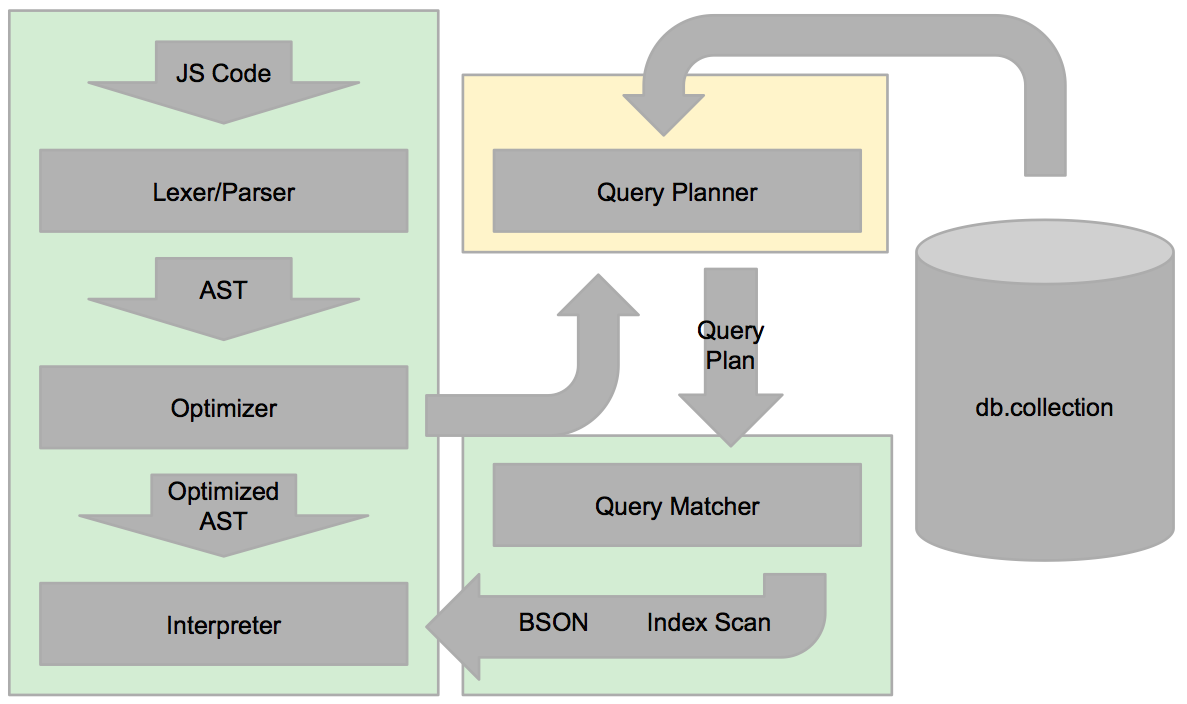 JS Code
Lexer/Parser
AST
Optimizer
Optimized
AST
Interpreter
Query Planner
Query
Plan
Query Matcher
BSON
Index Scan
db.collection